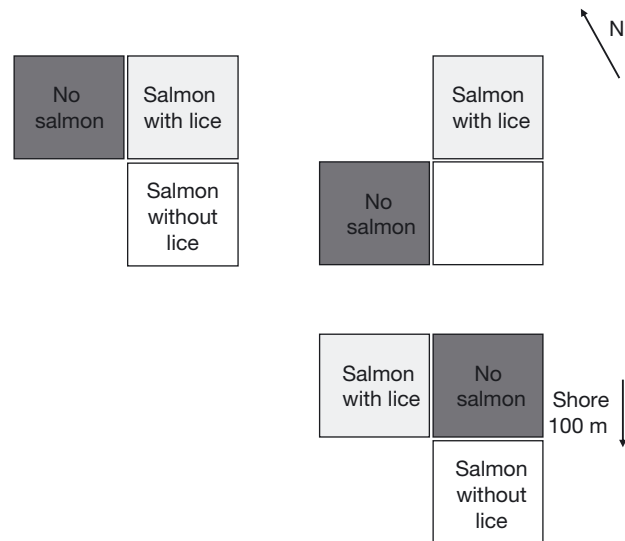 N
No
salmon
Salmon
with lice
Salmon
with lice
Salmon
without
lice
No
salmon
Salmon
with lice
No
salmon
Shore
100 m
Salmon
without
lice